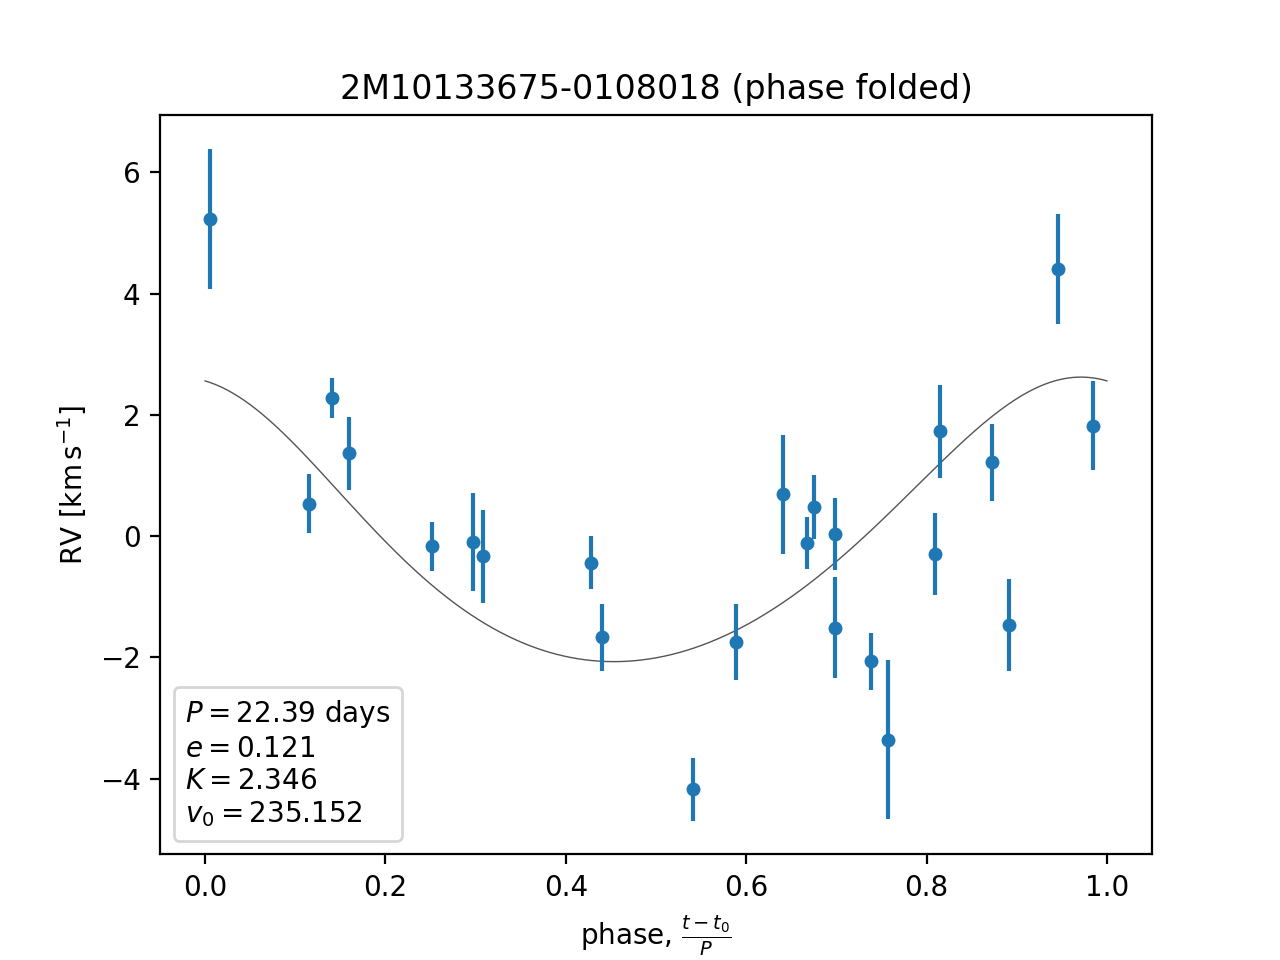 2M10133675-0108018 (phase folded)
6
4
2
0
−2
−4
RV [km s⁻¹]
P = 22.39 days
e = 0.121
K = 2.346
v₀ = 235.152
0.0 0.2 0.4 0.6 0.8 1.0
phase, (t − t₀)/P